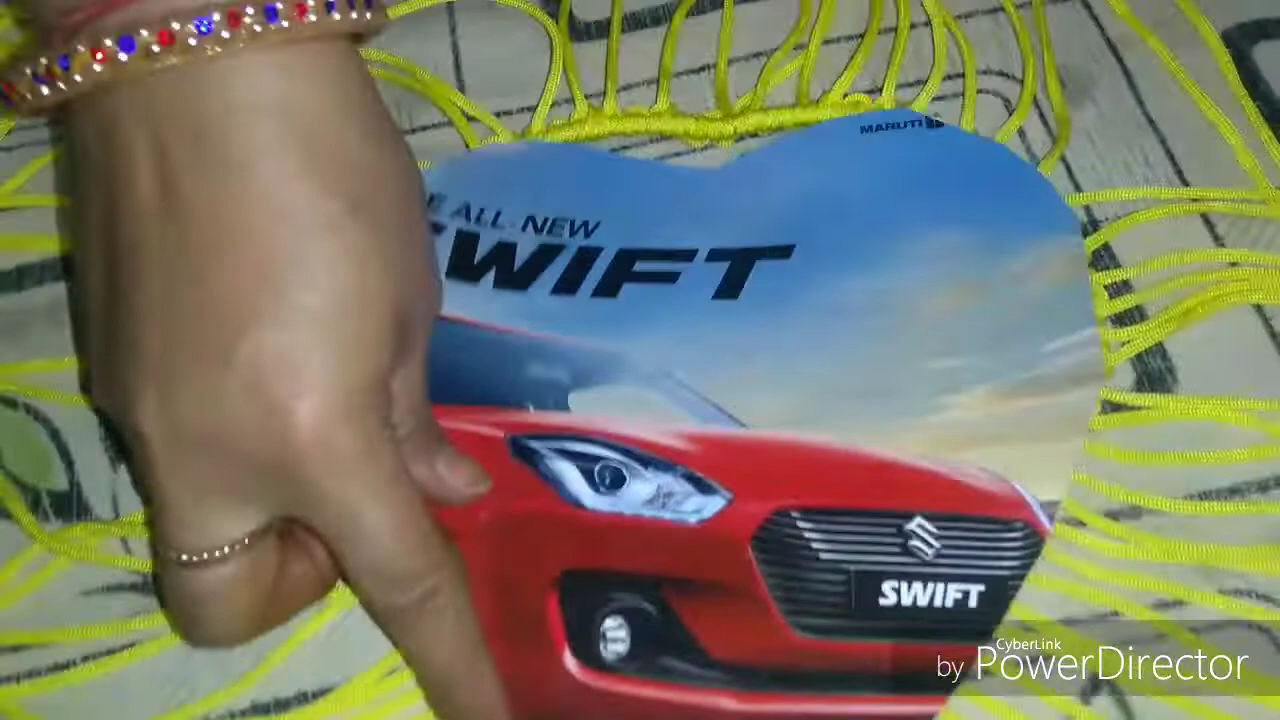 MARUTI
E ALL-NEW
SWIFT
SWIFT
CyberLink
by PowerDirector